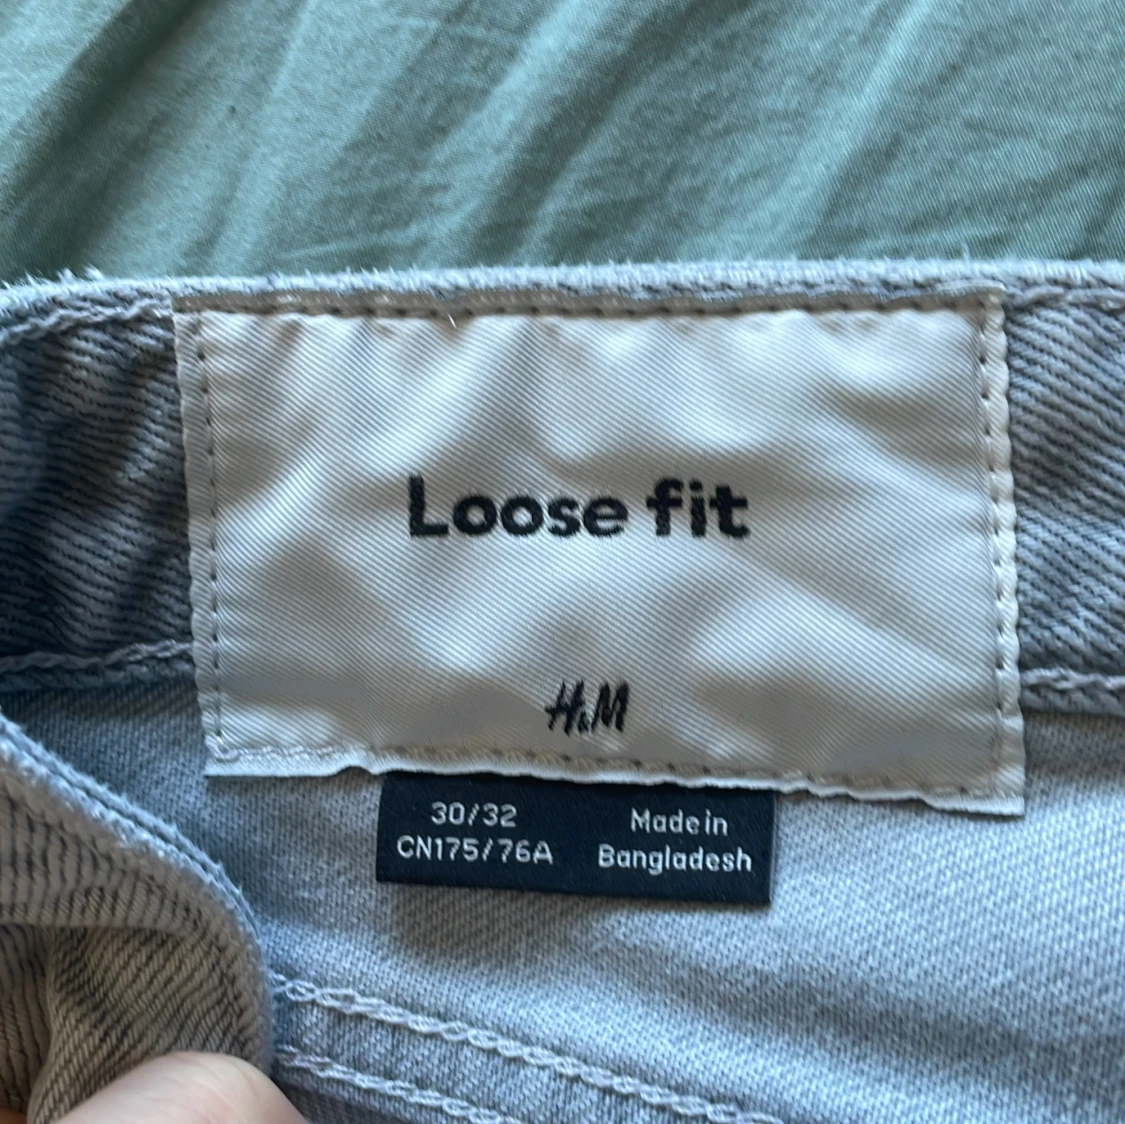 Loose fit
H&M
30/32
CN175/76A
Made in
Bangladesh